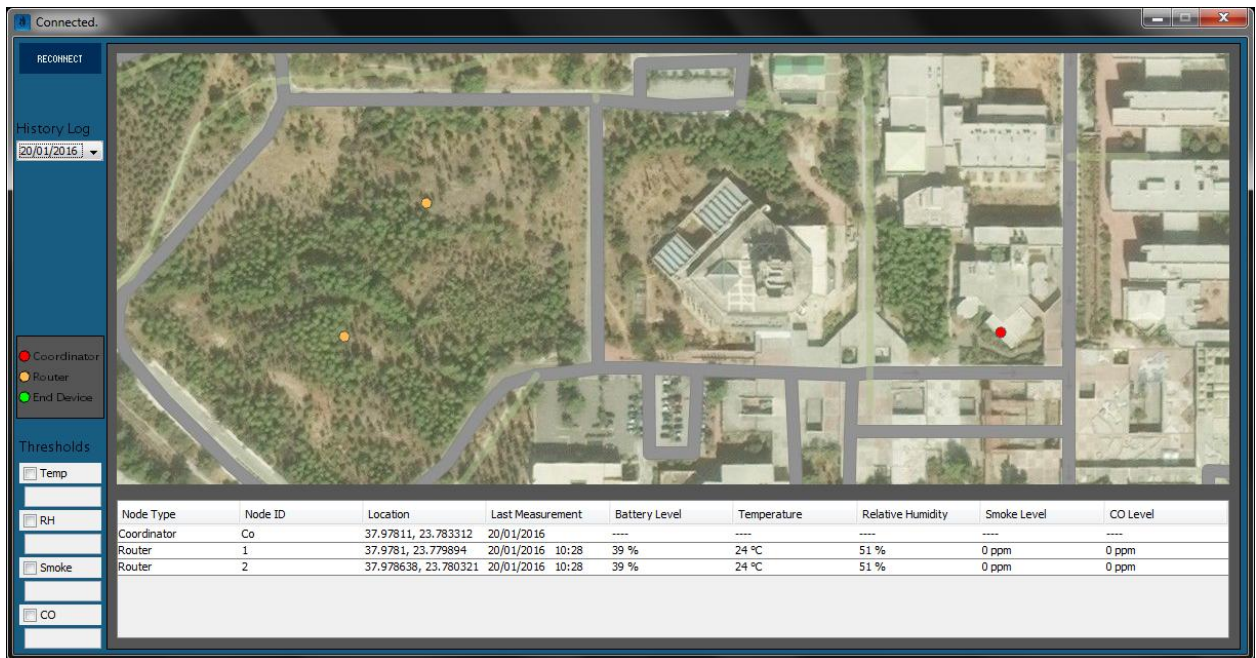 Connected.
RECONNECT
History Log
20/01/2016
Coordinator
Router
End Device
Thresholds
Temp
RH
Smoke
CO
Node Type Node ID Location Last Measurement Battery Level Temperature Relative Humidity Smoke Level CO Level
Coordinator Co 37.97811, 23.783312 20/01/2016 ---- ---- ---- ---- ----
Router 1 37.9781, 23.779894 20/01/2016 10:28 39 % 24 ºC 51 % 0 ppm 0 ppm
Router 2 37.978638, 23.780321 20/01/2016 10:28 39 % 24 ºC 51 % 0 ppm 0 ppm